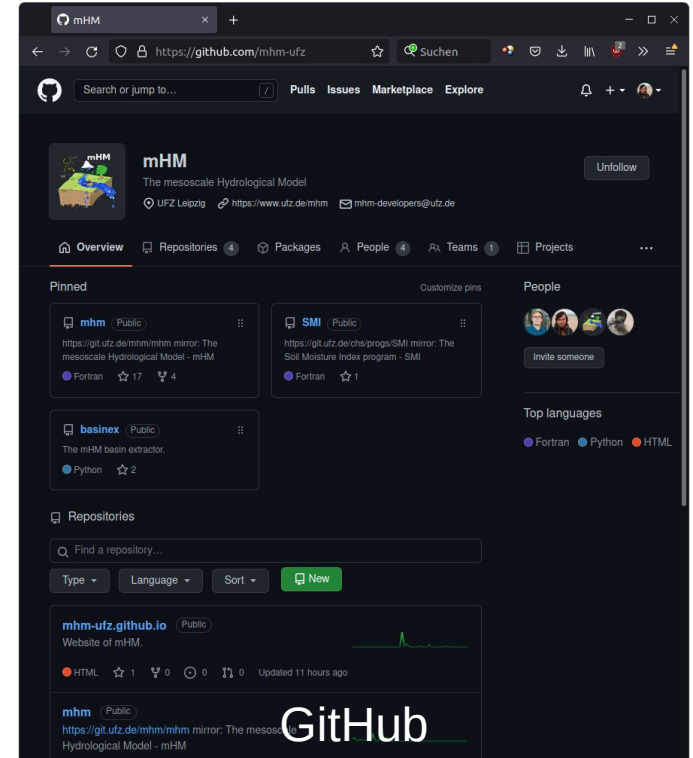 mHM × +
https://github.com/mhm-ufz Suchen 2
Search or jump to... / Pulls Issues Marketplace Explore
mHM
mHM
The mesoscale Hydrological Model
UFZ Leipzig https://www.ufz.de/mhm mhm-developers@ufz.de
Unfollow
Overview Repositories 4 Packages People 4 Teams 1 Projects ...
Pinned Customize pins
mhm Public
https://git.ufz.de/mhm/mhm mirror: The
mesoscale Hydrological Model - mHM
Fortran 17 4
SMI Public
https://git.ufz.de/chs/progs/SMI mirror: The
Soil Moisture Index program - SMI
Fortran 1
basinex Public
The mHM basin extractor.
Python 2
People
Invite someone
Top languages
Fortran Python HTML
Repositories
Find a repository...
Type Language Sort New
mhm-ufz.github.io Public
Website of mHM.
HTML 1 0 0 0 Updated 11 hours ago
mhm Public
https://git.ufz.de/mhm/mhm mirror: The mesoscale
Hydrological Model - mHM
GitHub